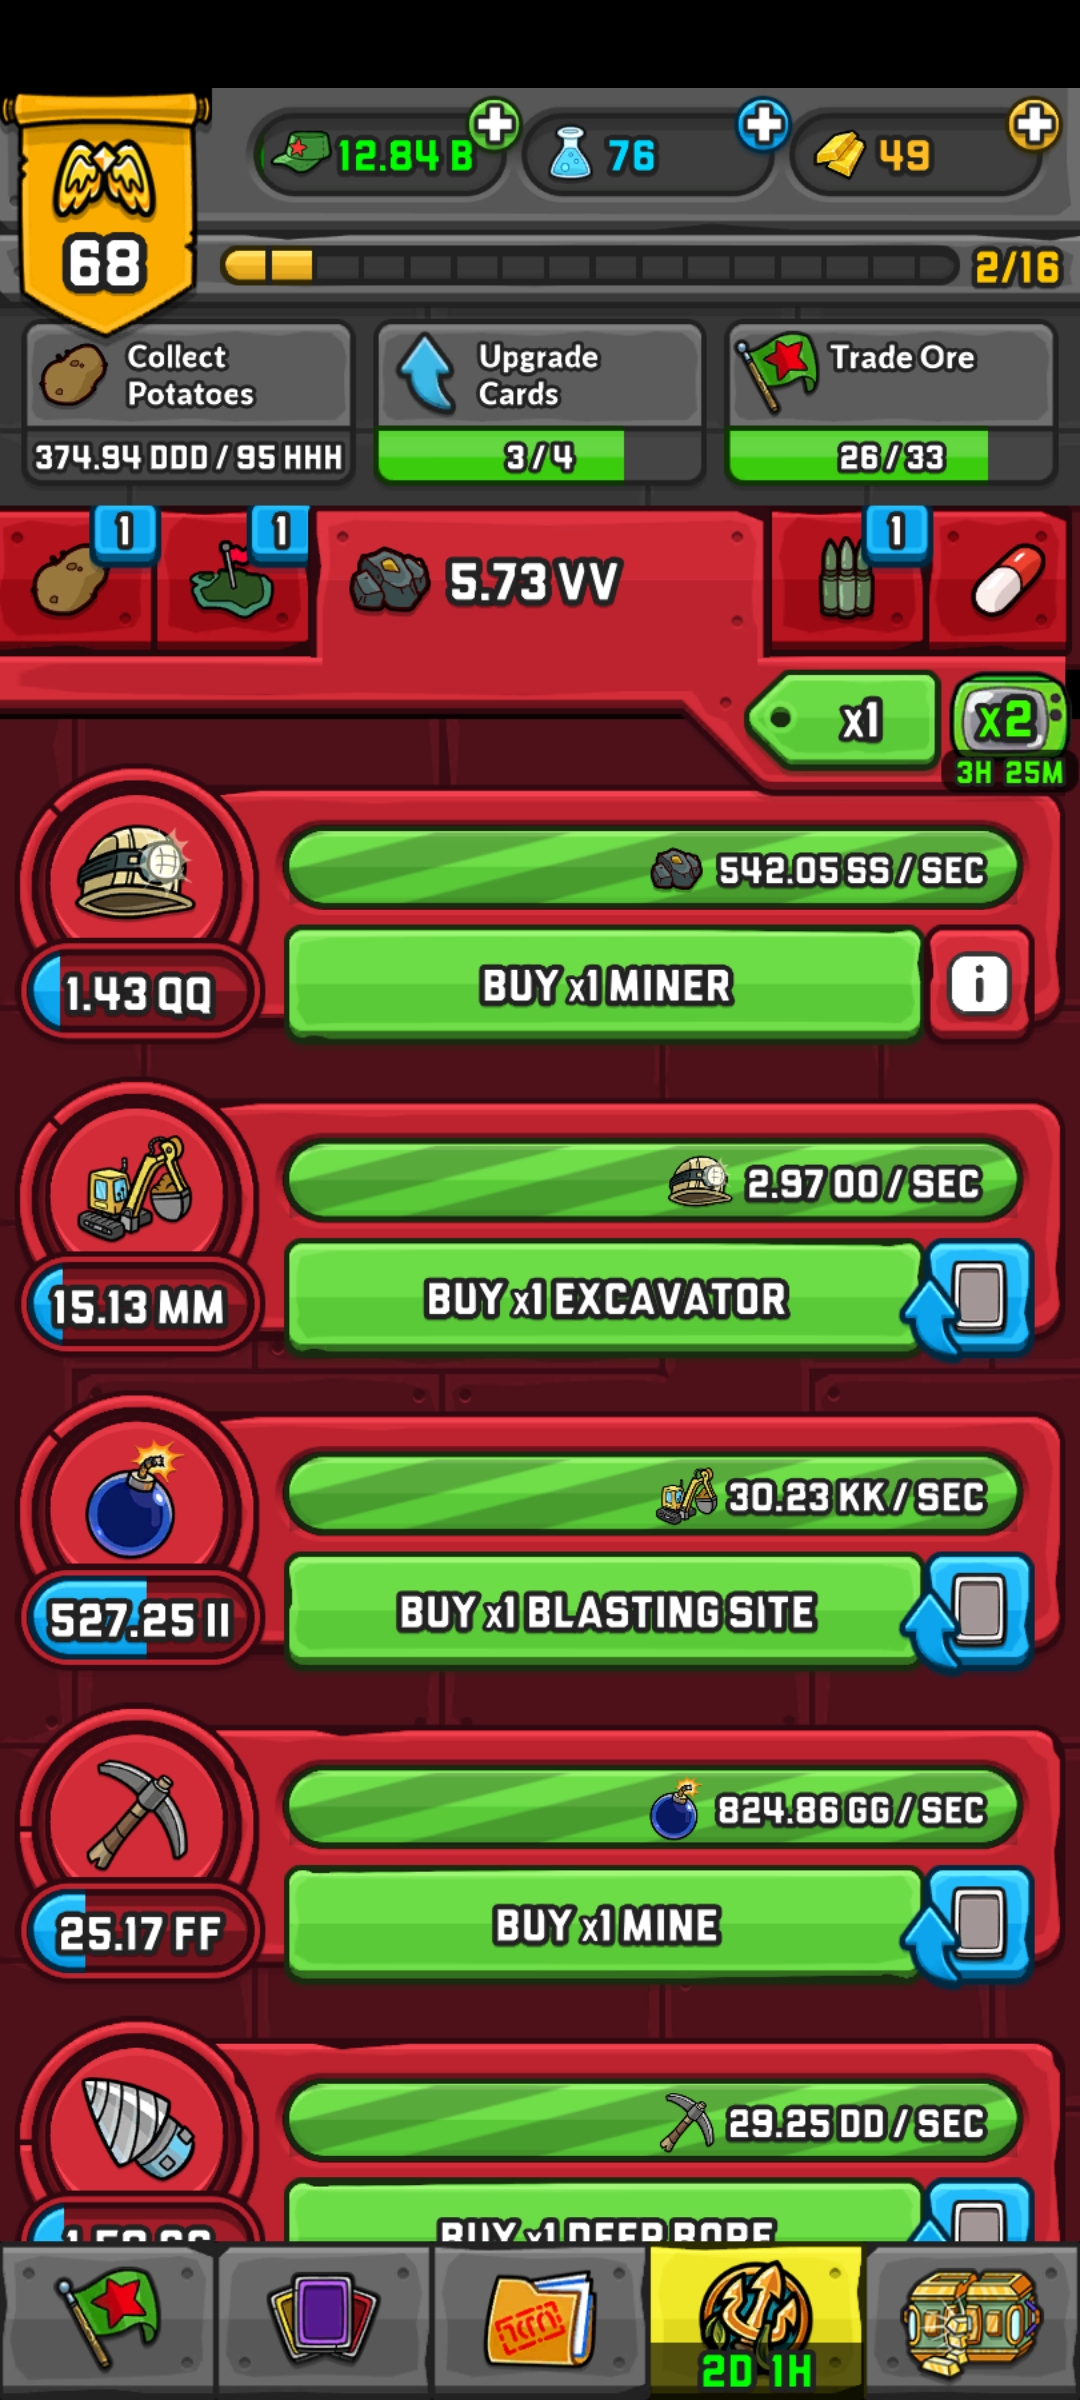 12.84 B
76
49
68
2/16
Collect
Potatoes
374.94 DDD / 95 HHH
Upgrade
Cards
3/4
Trade Ore
26/33
1
1
5.73 VV
1
x1
x2
3H 25M
542.05 SS / SEC
1.43 QQ
BUY x1 MINER
i
2.97 OO / SEC
15.13 MM
BUY x1 EXCAVATOR
30.23 KK / SEC
527.25 II
BUY x1 BLASTING SITE
824.86 GG / SEC
25.17 FF
BUY x1 MINE
29.25 DD / SEC
BUY x1 DEEP BORE
2D 1H